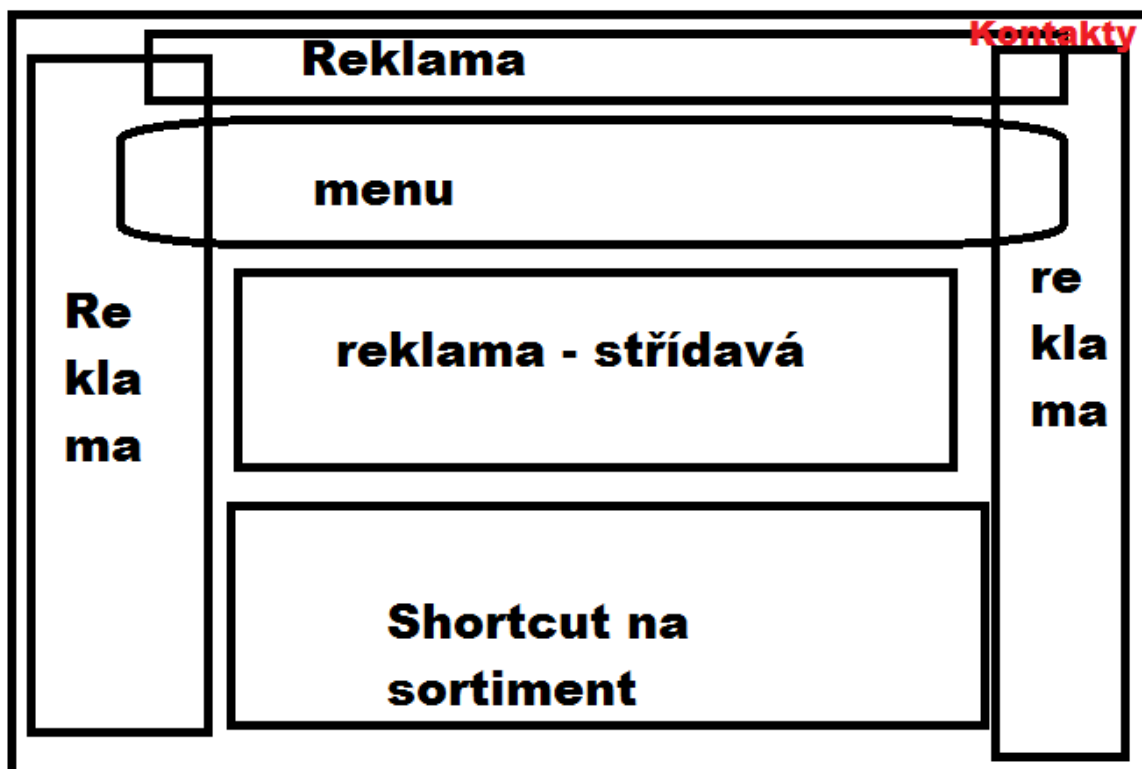 Kontakty
Reklama
menu
Re
kla
ma
reklama - střídavá
re
kla
ma
Shortcut na
sortiment